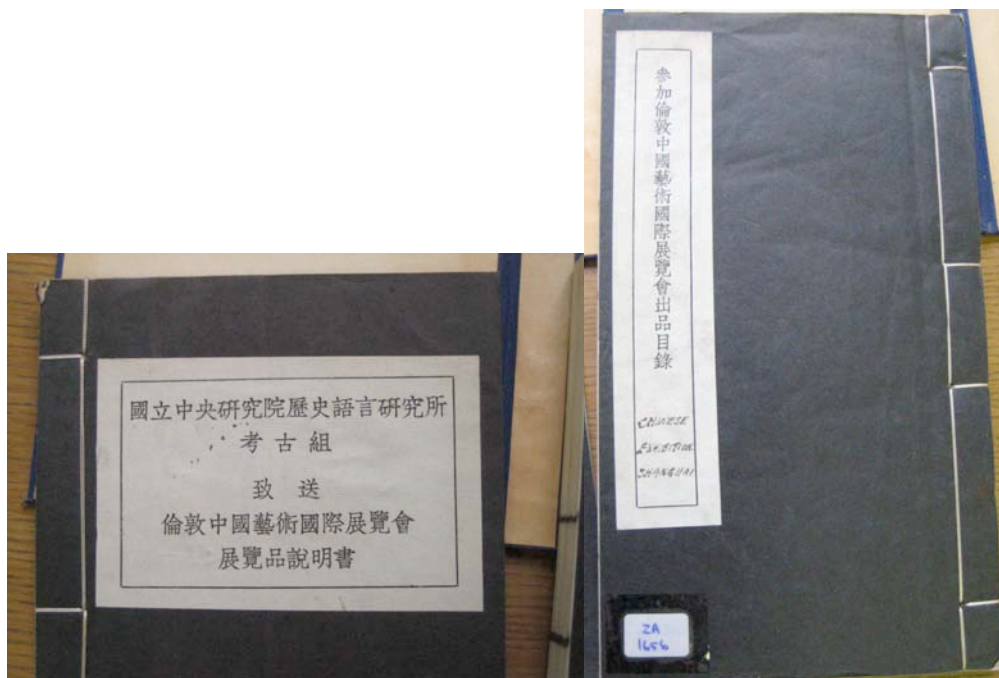 國立中央研究院歷史語言研究所
考古組
致送
倫敦中國藝術國際展覽會
展覽品說明書
參加倫敦中國藝術國際展覽會出品目錄
CHINESE
EXHIBITION
SHANGHAI
ZA
1656